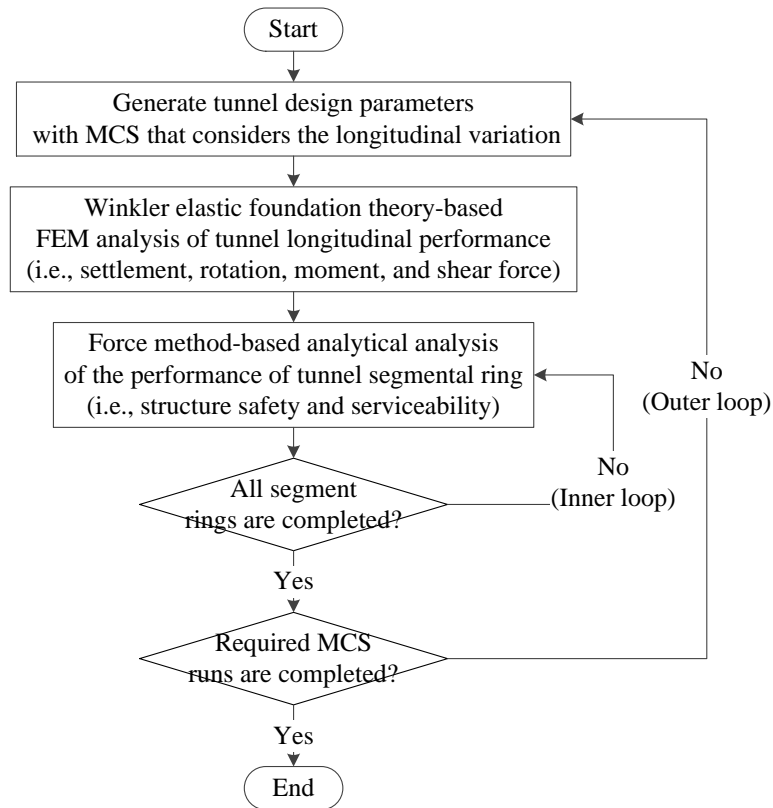 Start
Generate tunnel design parameters
with MCS that considers the longitudinal variation
Winkler elastic foundation theory-based
FEM analysis of tunnel longitudinal performance
(i.e., settlement, rotation, moment, and shear force)
Force method-based analytical analysis
of the performance of tunnel segmental ring
(i.e., structure safety and serviceability)
No
(Outer loop)
No
(Inner loop)
All segment
rings are completed?
Yes
Required MCS
runs are completed?
Yes
End